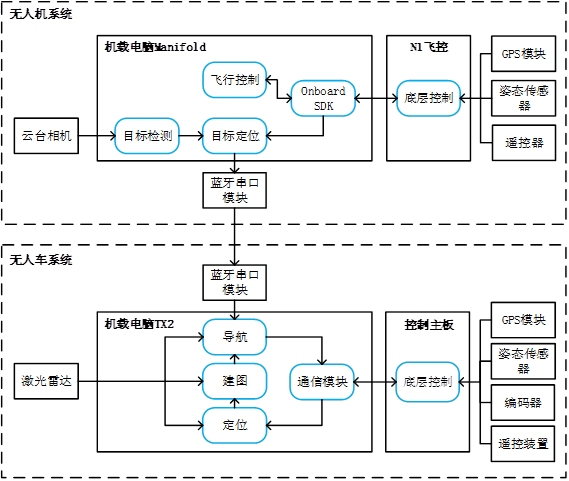 无人机系统
机载电脑Manifold
N1飞控
GPS模块
飞行控制
Onboard
SDK
底层控制
姿态传感
器
云台相机
目标检测
目标定位
遥控器
蓝牙串口
模块
无人车系统
蓝牙串口
模块
机载电脑TX2
控制主板
GPS模块
导航
姿态传感
器
激光雷达
建图
通信模块
底层控制
编码器
定位
遥控装置